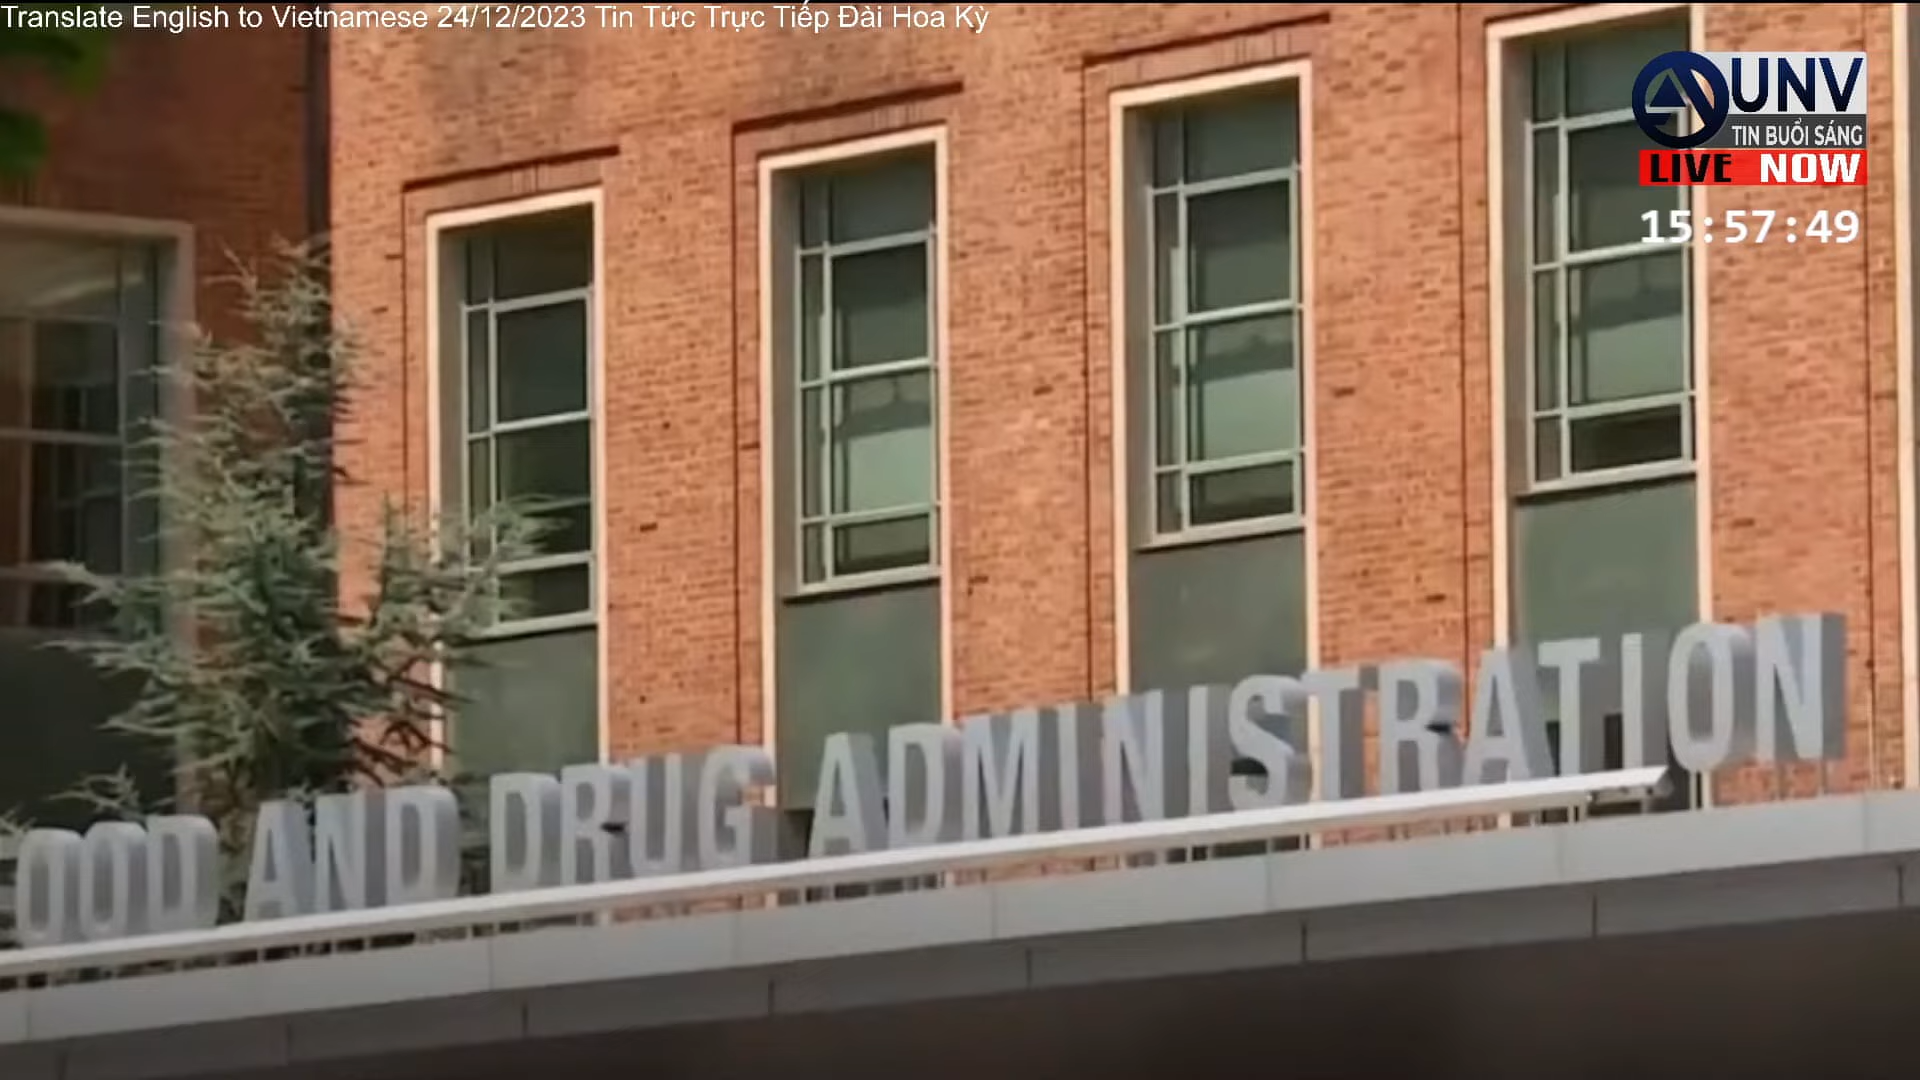 Translate English to Vietnamese 24/12/2023 Tin Tức Trực Tiếp Đài Hoa Kỳ
UNV
TIN BUỔI SÁNG
LIVE NOW
15:57:49
OOD AND DRUG ADMINISTRATION